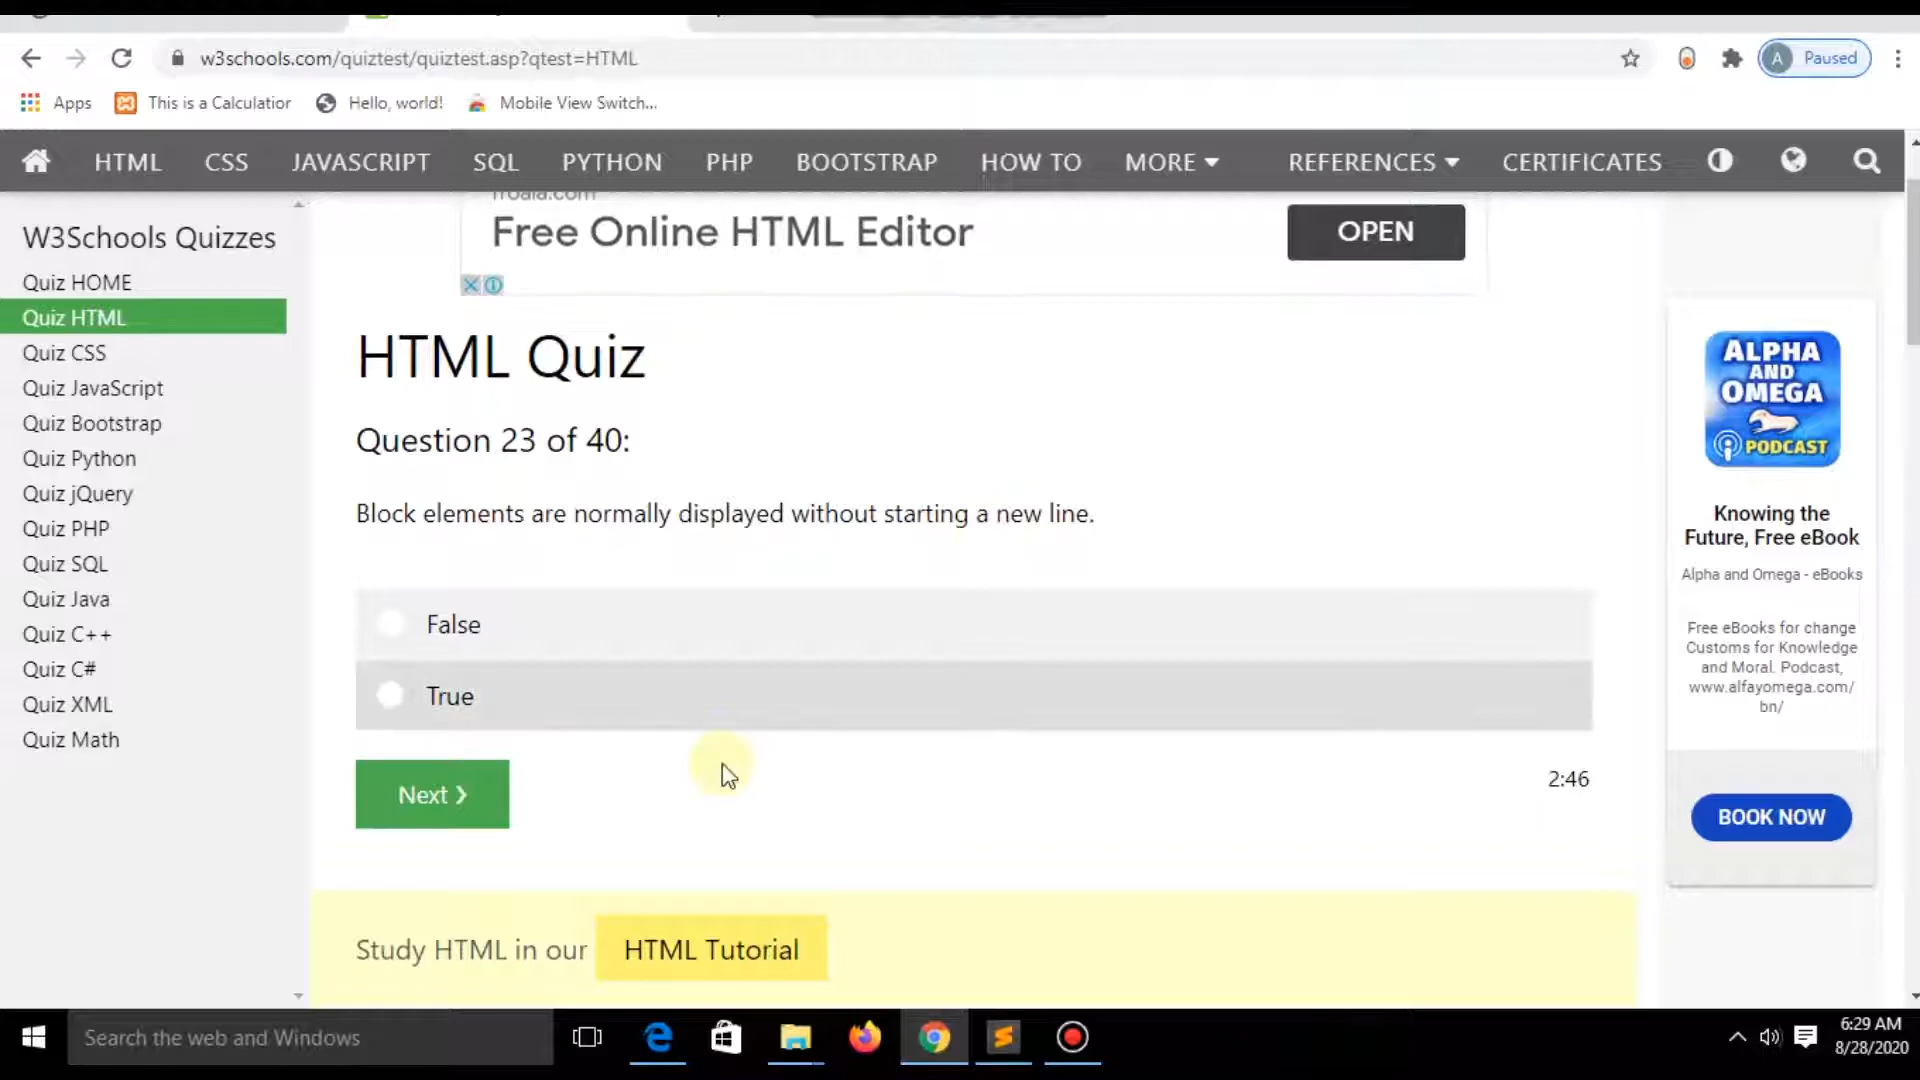 w3schools.com/quiztest/quiztest.asp?qtest=HTML
A Paused
Apps This is a Calculatior Hello, world! Mobile View Switch...
HTML CSS JAVASCRIPT SQL PYTHON PHP BOOTSTRAP HOW TO MORE REFERENCES CERTIFICATES
W3Schools Quizzes
Quiz HOME
Quiz HTML
Quiz CSS
Quiz JavaScript
Quiz Bootstrap
Quiz Python
Quiz jQuery
Quiz PHP
Quiz SQL
Quiz Java
Quiz C++
Quiz C#
Quiz XML
Quiz Math
froala.com
Free Online HTML Editor
OPEN
HTML Quiz
Question 23 of 40:
Block elements are normally displayed without starting a new line.
False
True
Next ❯
2:46
Study HTML in our HTML Tutorial
ALPHA
AND
OMEGA
PODCAST
Knowing the
Future, Free eBook
Alpha and Omega - eBooks
Free eBooks for change
Customs for Knowledge
and Moral. Podcast,
www.alfayomega.com/
bn/
BOOK NOW
Search the web and Windows
6:29 AM
8/28/2020